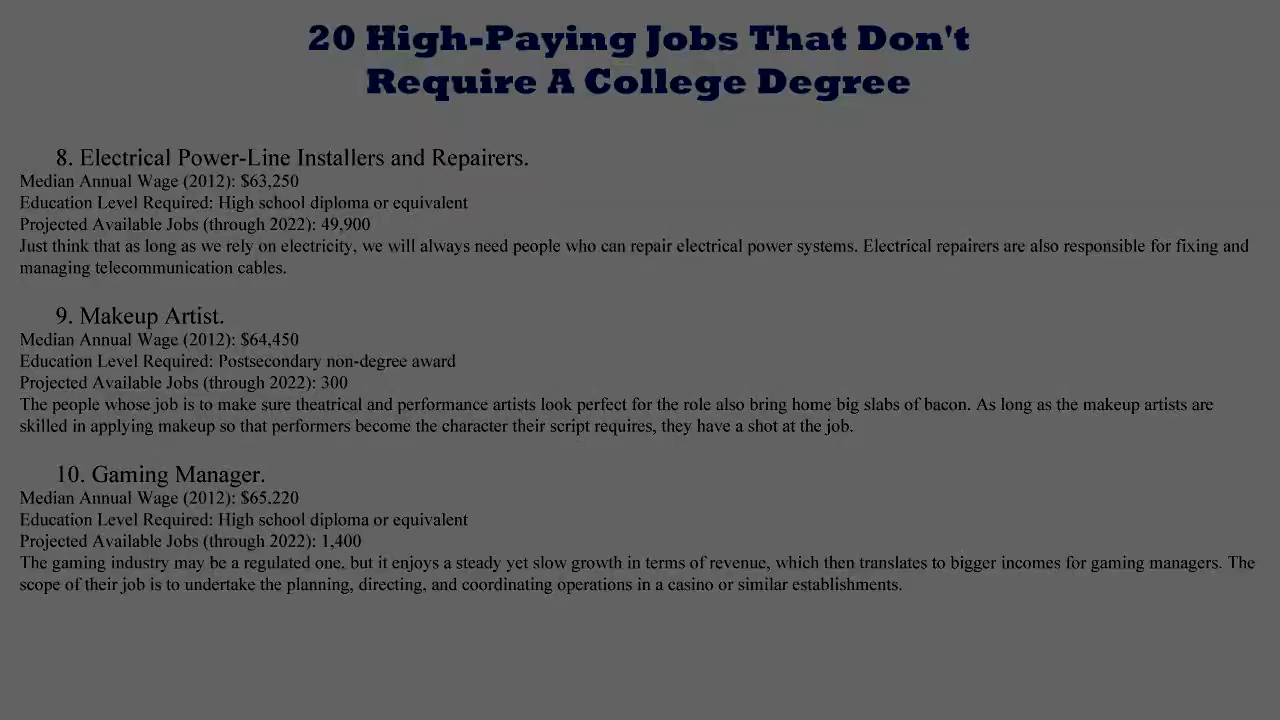 20 High-Paying Jobs That Don't
Require A College Degree
8. Electrical Power-Line Installers and Repairers.
Median Annual Wage (2012): $63,250
Education Level Required: High school diploma or equivalent
Projected Available Jobs (through 2022): 49,900
Just think that as long as we rely on electricity, we will always need people who can repair electrical power systems. Electrical repairers are also responsible for fixing and
managing telecommunication cables.
9. Makeup Artist.
Median Annual Wage (2012): $64,450
Education Level Required: Postsecondary non-degree award
Projected Available Jobs (through 2022): 300
The people whose job is to make sure theatrical and performance artists look perfect for the role also bring home big slabs of bacon. As long as the makeup artists are
skilled in applying makeup so that performers become the character their script requires, they have a shot at the job.
10. Gaming Manager.
Median Annual Wage (2012): $65,220
Education Level Required: High school diploma or equivalent
Projected Available Jobs (through 2022): 1,400
The gaming industry may be a regulated one, but it enjoys a steady yet slow growth in terms of revenue, which then translates to bigger incomes for gaming managers. The
scope of their job is to undertake the planning, directing, and coordinating operations in a casino or similar establishments.